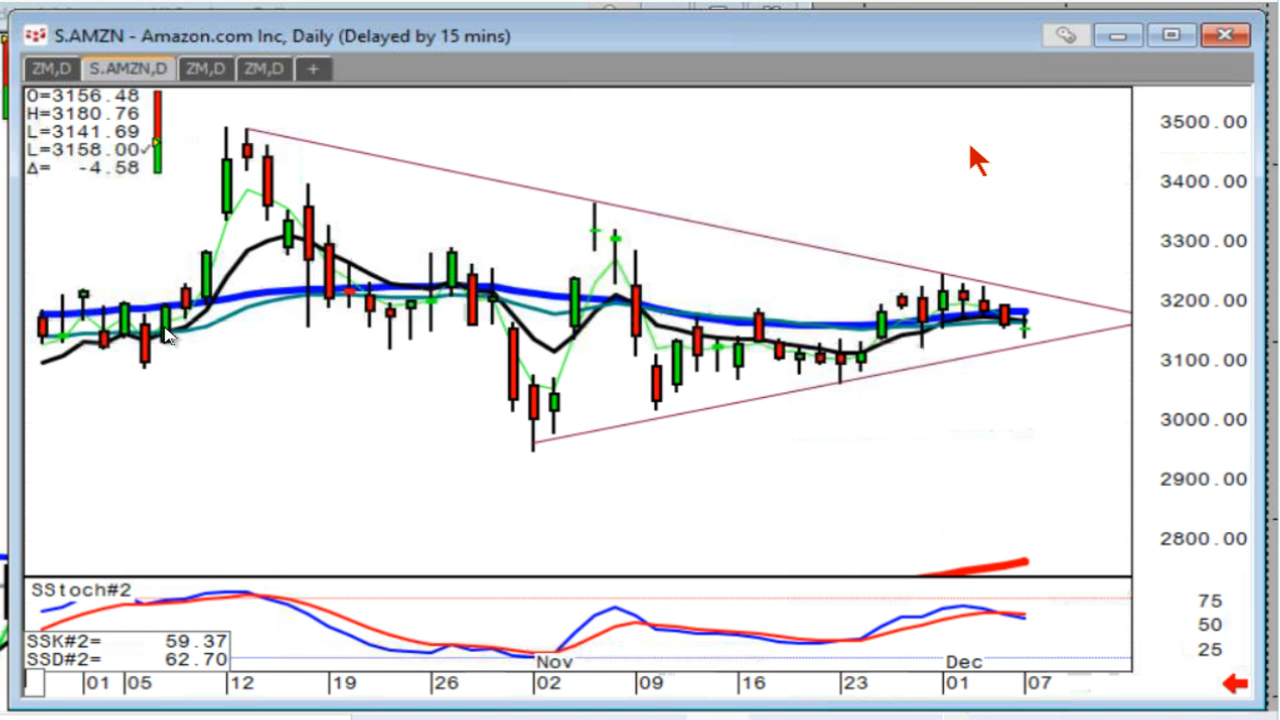 S.AMZN - Amazon.com Inc, Daily (Delayed by 15 mins)
ZM,D S.AMZN,D ZM,D ZM,D +
O=3156.48
H=3180.76
L=3141.69
L=3158.00✓
Δ= -4.58
3500.00
3400.00
3300.00
3200.00
3100.00
3000.00
2900.00
2800.00
SStoch#2
75
50
25
SSK#2= 59.37
SSD#2= 62.70
Nov Dec
01 05 12 19 26 02 09 16 23 01 07